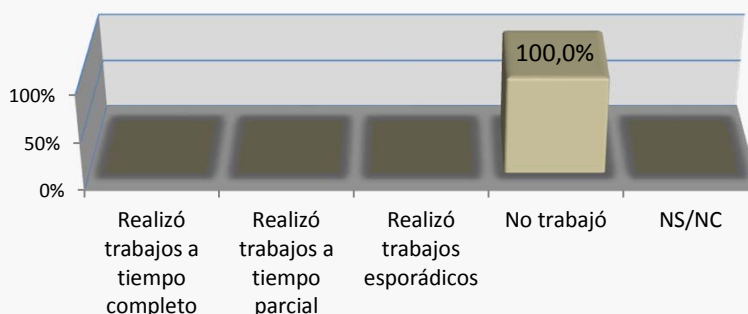 100,0%
100%
50%
0%
Realizó
trabajos a
tiempo
completo
Realizó
trabajos a
tiempo
parcial
Realizó
trabajos
esporádicos
No trabajó
NS/NC